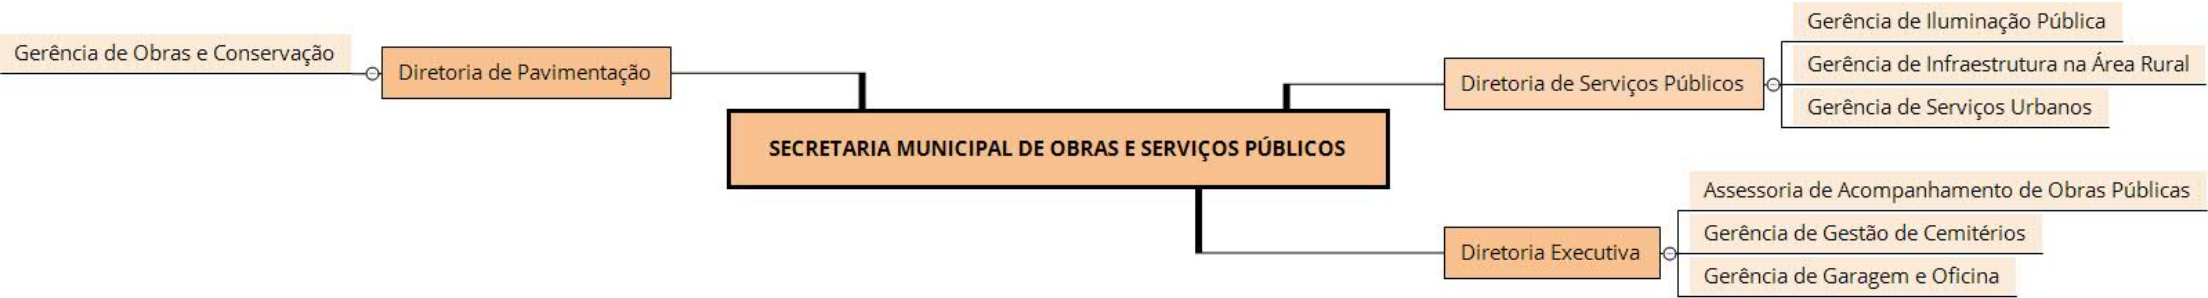 Gerência de Obras e Conservação
Diretoria de Pavimentação
SECRETARIA MUNICIPAL DE OBRAS E SERVIÇOS PÚBLICOS
Diretoria de Serviços Públicos
Gerência de Iluminação Pública
Gerência de Infraestrutura na Área Rural
Gerência de Serviços Urbanos
Diretoria Executiva
Assessoria de Acompanhamento de Obras Públicas
Gerência de Gestão de Cemitérios
Gerência de Garagem e Oficina